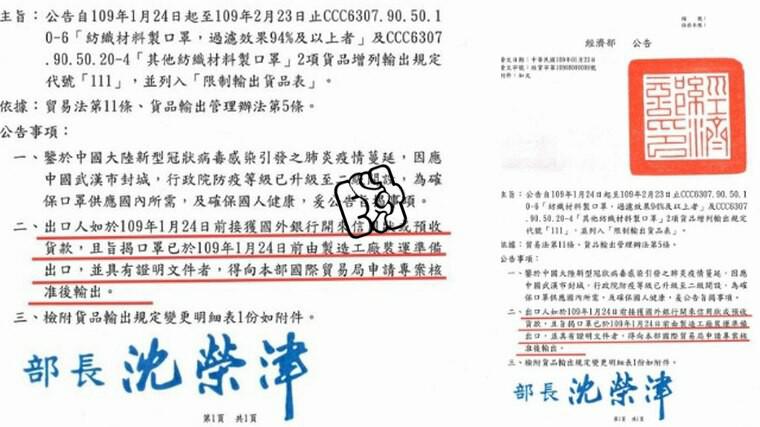 主旨：公告自109年1月24日起至109年2月23日止CCC6307.90.50.1
0-6「紡織材料製口罩，過濾效果94%及以上者」及CCC6307
.90.50.20-4「其他紡織材料製口罩」2項貨品增列輸出規定
代號「111」，並列入「限制輸出貨品表」。
依據：貿易法第11條、貨品輸出管理辦法第5條。
公告事項：
一、鑒於中國大陸新型冠狀病毒感染引發之肺炎疫情蔓延，因應
中國武漢市封城，行政院防疫等級已升級至二級開設，為確
保口罩供應國內所需，及確保國人健康，爰公告旨揭事項。
二、出口人如於109年1月24日前接獲國外銀行開來信用狀或預收
貨款，且旨揭口罩已於109年1月24日前由製造工廠裝運準備
出口，並具有證明文件者，得向本部國際貿易局申請專案核
准後輸出。
三、檢附貨品輸出規定變更明細表1份如附件。
部長 沈榮津
第1頁 共1頁
經濟部 公告
發文日期：中華民國109年01月23日
附件：如文
主旨：公告自109年1月24日起至109年2月23日止CCC6307.90.50.1
0-6「紡織材料製口罩，過濾效果94%及以上者」及CCC6307
.90.50.20-4「其他紡織材料製口罩」2項貨品增列輸出規定
代號「111」，並列入「限制輸出貨品表」。
依據：貿易法第11條、貨品輸出管理辦法第5條。
公告事項：
一、鑒於中國大陸新型冠狀病毒感染引發之肺炎疫情蔓延，因應
中國武漢市封城，行政院防疫等級已升級至二級開設，為確
保口罩供應國內所需，及確保國人健康，爰公告旨揭事項。
二、出口人如於109年1月24日前接獲國外銀行開來信用狀或預收
貨款，且旨揭口罩已於109年1月24日前由製造工廠裝運準備
出口，並具有證明文件者，得向本部國際貿易局申請專案核
准後輸出。
三、檢附貨品輸出規定變更明細表1份如附件。
部長 沈榮津
第1頁 共1頁